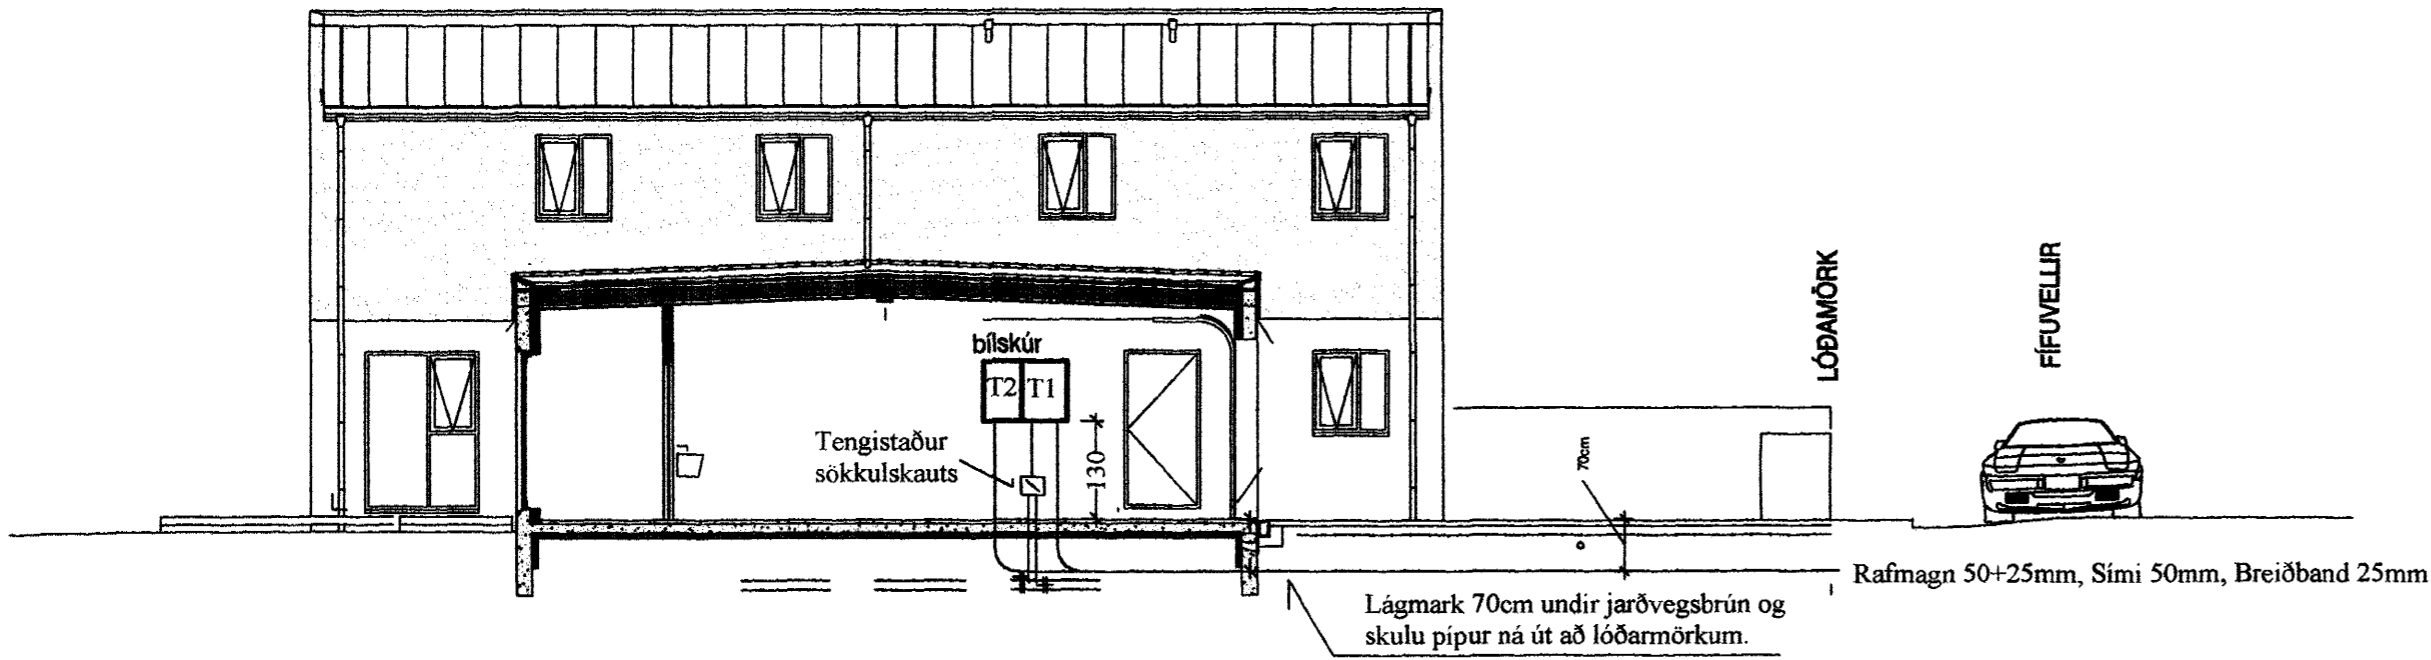 LÓÐAMÖRK
FÍFUVELLIR
bílskúr
T2 T1
Tengistaður
sökkulskauts
130
70cm
Rafmagn 50+25mm, Sími 50mm, Breiðband 25mm
Lágmark 70cm undir jarðvegsbrún og
skulu pípur ná út að lóðarmörkum.